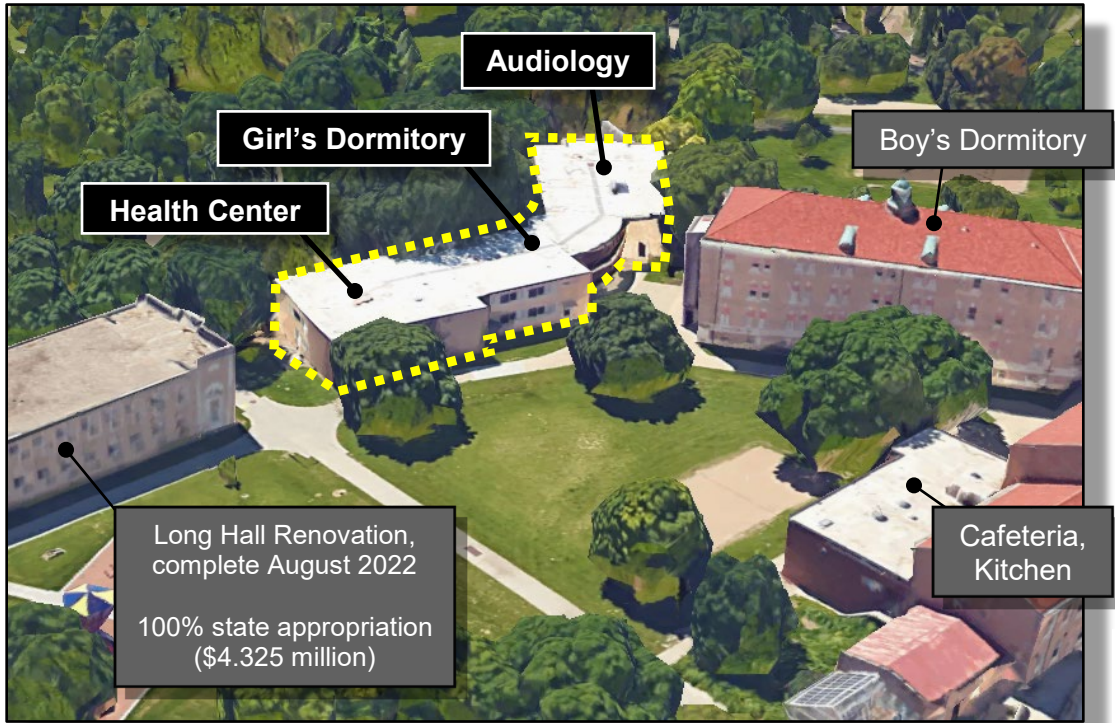 Audiology
Girl's Dormitory
Boy's Dormitory
Health Center
Long Hall Renovation,
complete August 2022
100% state appropriation
($4.325 million)
Cafeteria,
Kitchen